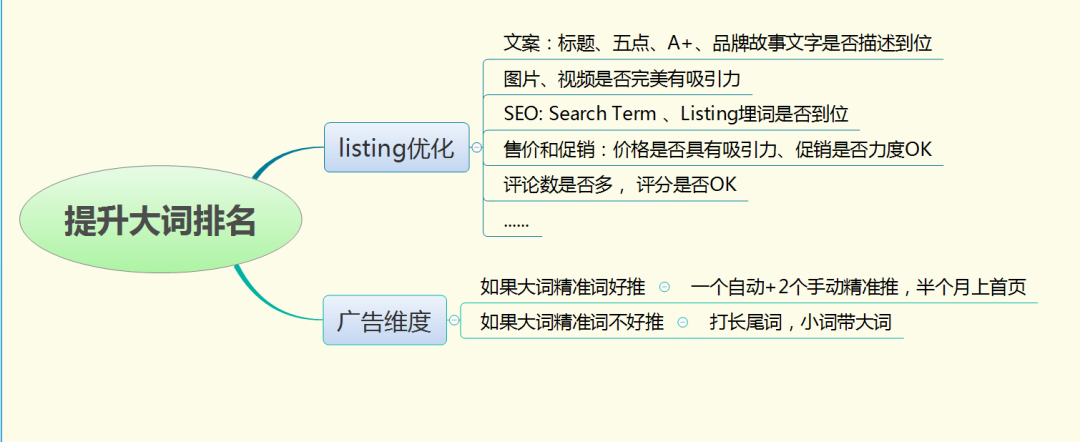 提升大词排名
listing优化
文案：标题、五点、A+、品牌故事文字是否描述到位
图片、视频是否完美有吸引力
SEO: Search Term 、Listing埋词是否到位
售价和促销：价格是否具有吸引力、促销是否力度OK
评论数是否多 ，评分是否OK
......
广告维度
如果大词精准词好推
一个自动+2个手动精准推，半个月上首页
如果大词精准词不好推
打长尾词，小词带大词